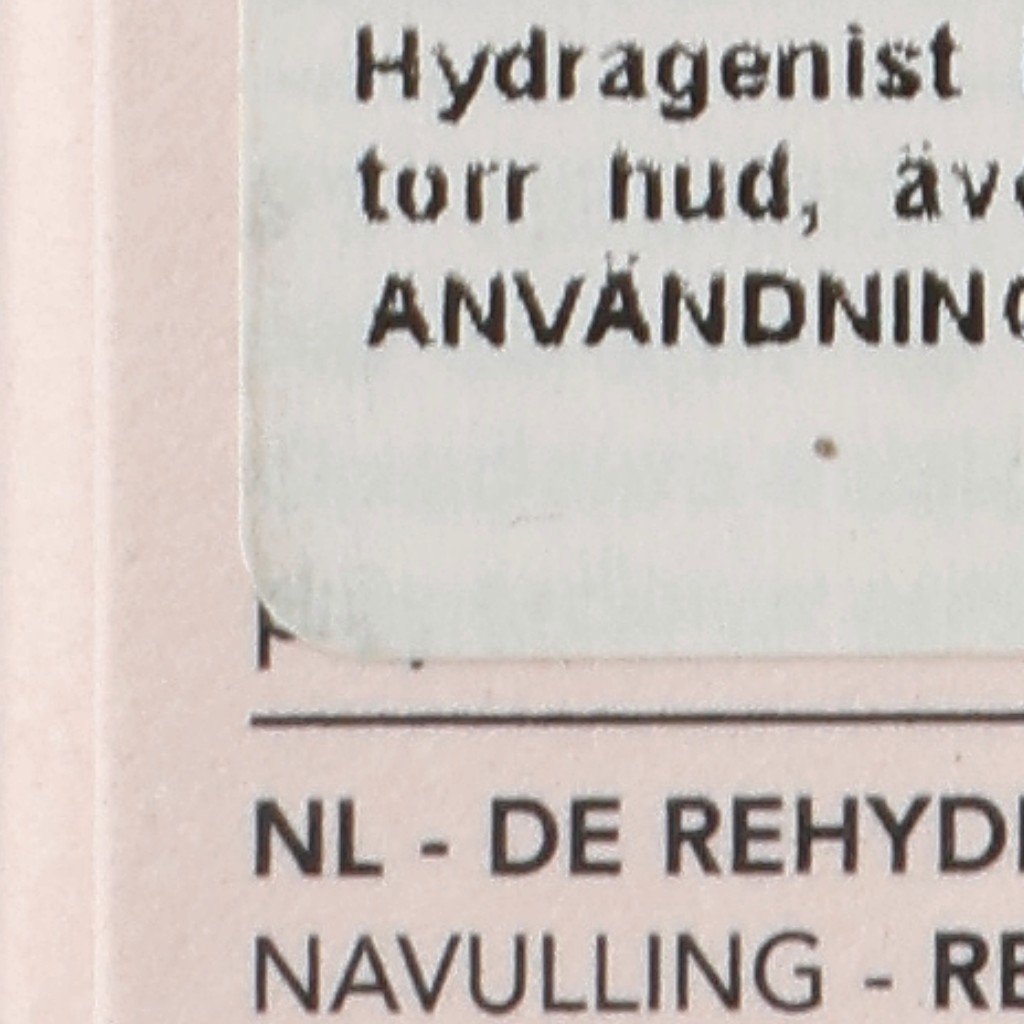 Hydragenist
torr hud, äv
ANVÄNDNIN
NL - DE REHYD
NAVULLING - RE